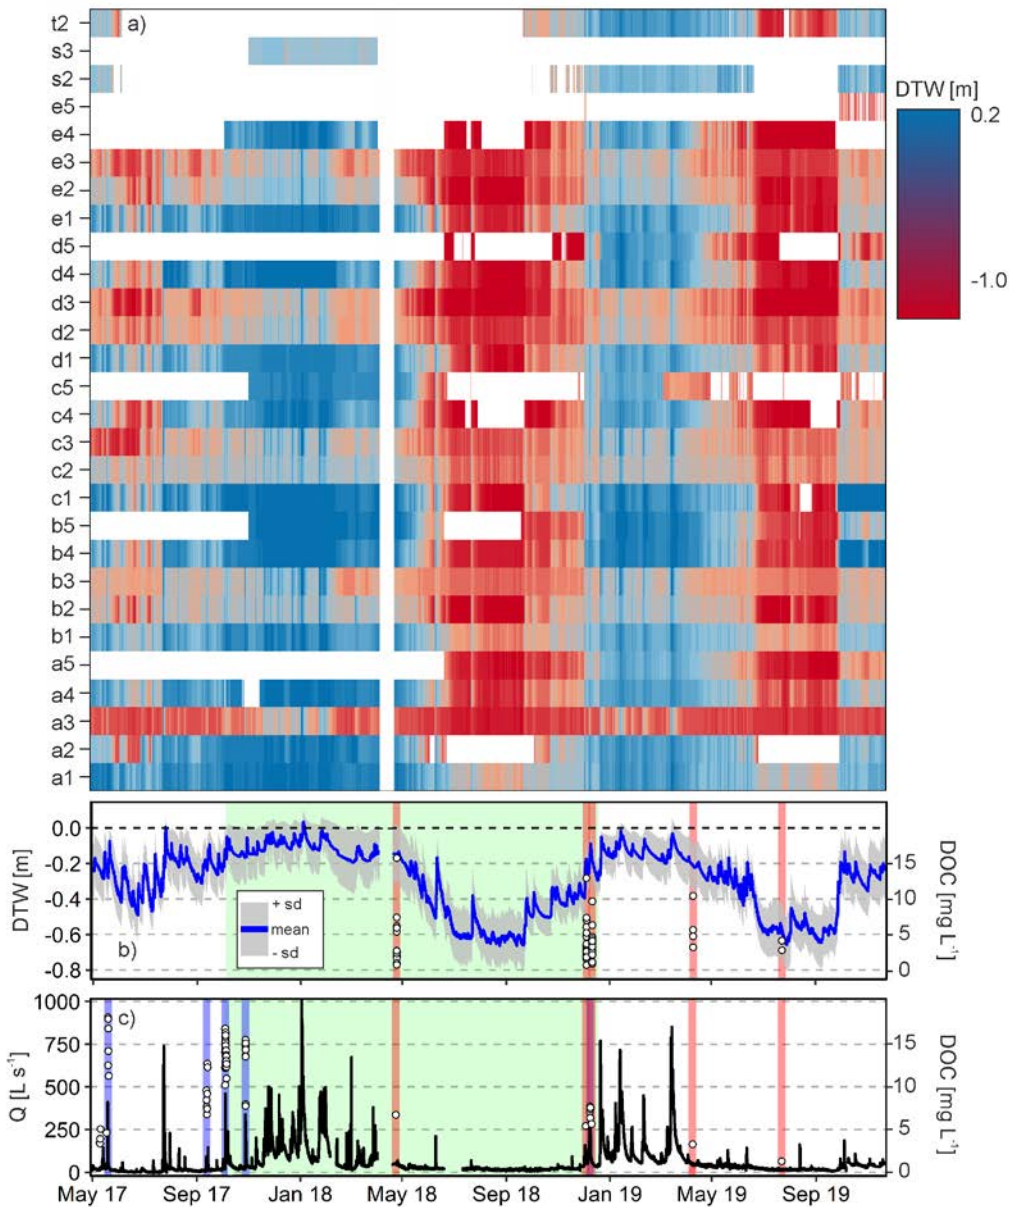 a)
t2
s3
s2
e5
e4
e3
e2
e1
d5
d4
d3
d2
d1
c5
c4
c3
c2
c1
b5
b4
b3
b2
b1
a5
a4
a3
a2
a1
DTW [m]
0.2
-1.0
DTW [m]
0.0
-0.2
-0.4
-0.6
-0.8
b)
+ sd
mean
- sd
15
10
5
0
DOC [mg L⁻¹]
c)
Q [L s⁻¹]
1000
750
500
250
0
15
10
5
0
DOC [mg L⁻¹]
May 17 Sep 17 Jan 18 May 18 Sep 18 Jan 19 May 19 Sep 19